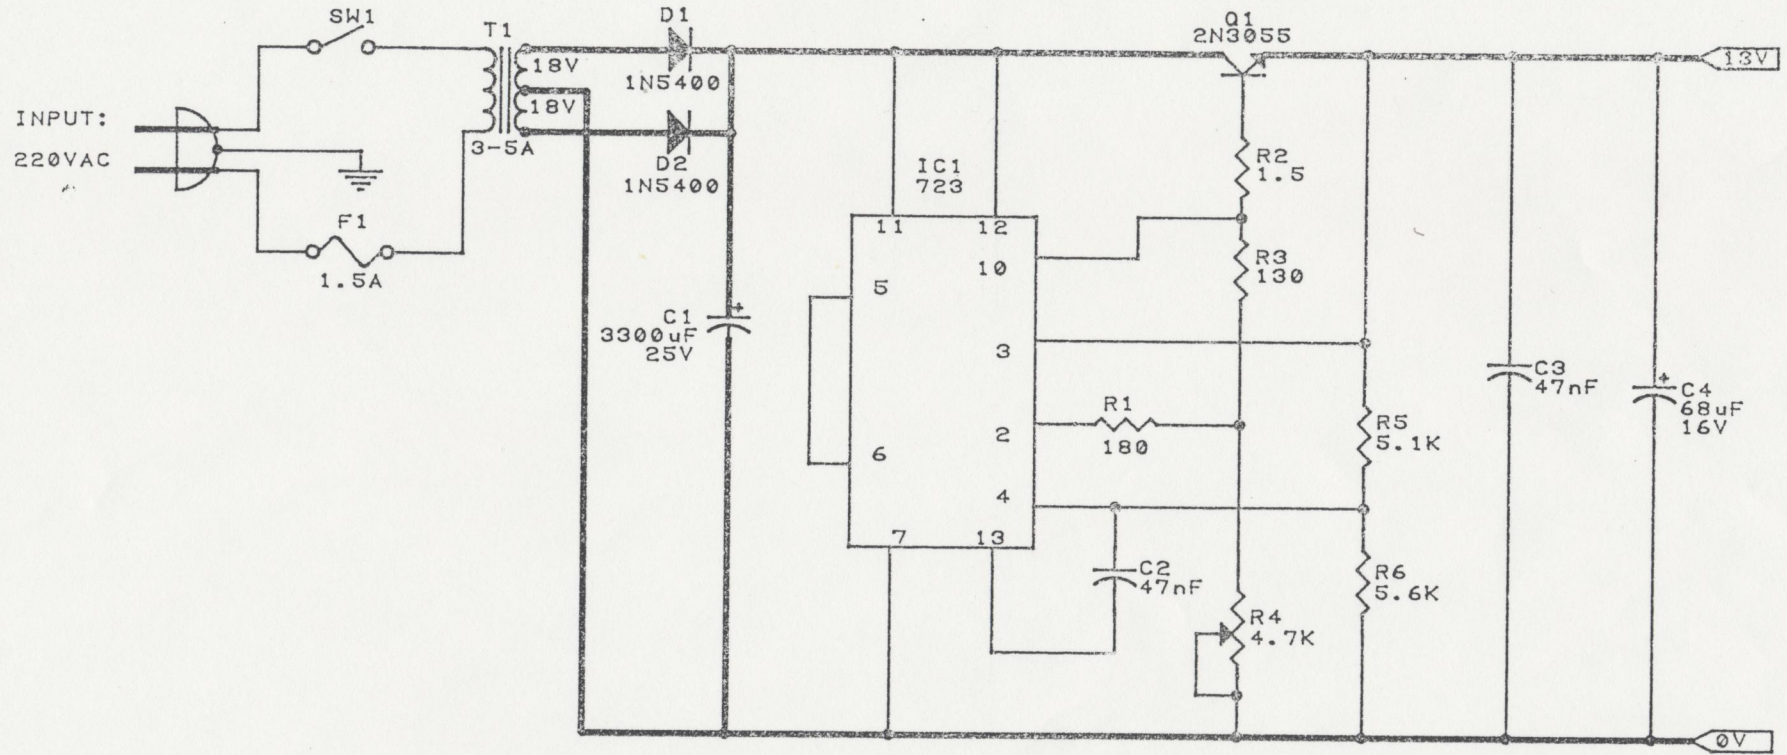 SW1
T1
D1
1N5400
18V
18V
3-5A
D2
1N5400
INPUT:
220VAC
F1
1.5A
C1
+
3300uF
25V
IC1
723
11
12
10
5
3
2
6
4
7
13
Q1
2N3055
R2
1.5
R3
130
R1
180
C2
47nF
R4
4.7K
R5
5.1K
R6
5.6K
C3
47nF
+
C4
68uF
16V
13V
0V